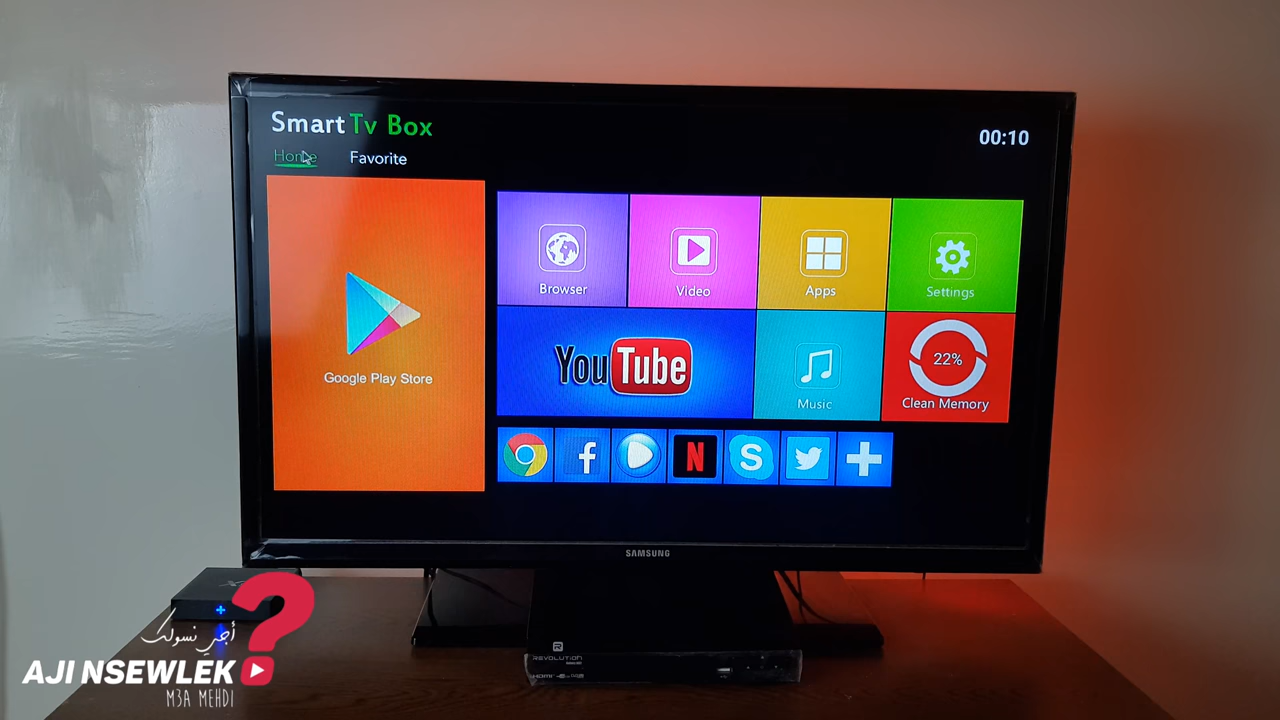 Smart Tv Box
00:10
Home
Favorite
Google Play Store
Browser
Video
Apps
Settings
YouTube
Music
22%
Clean Memory
f
N
S
SAMSUNG
X
R
REVOLUTION
HDMI
أجي نسولك
AJI NSEWLEK
M3A MEHDI